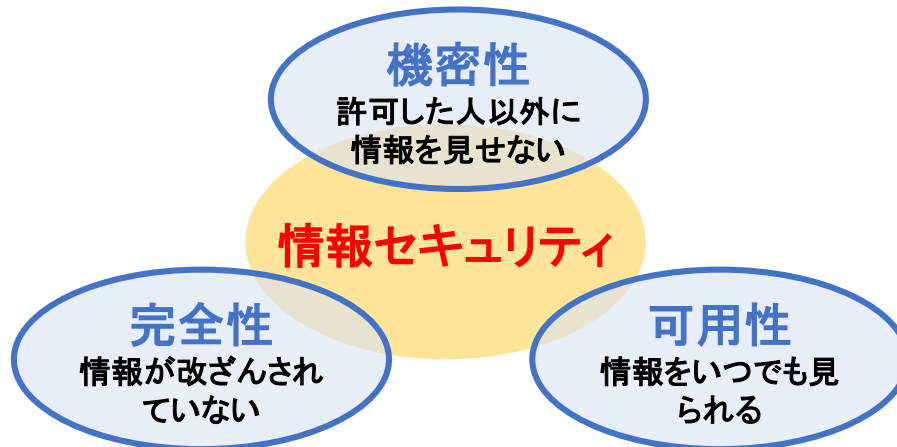 機密性
許可した人以外に
情報を見せない
情報セキュリティ
完全性
情報が改ざんされ
ていない
可用性
情報をいつでも見
られる